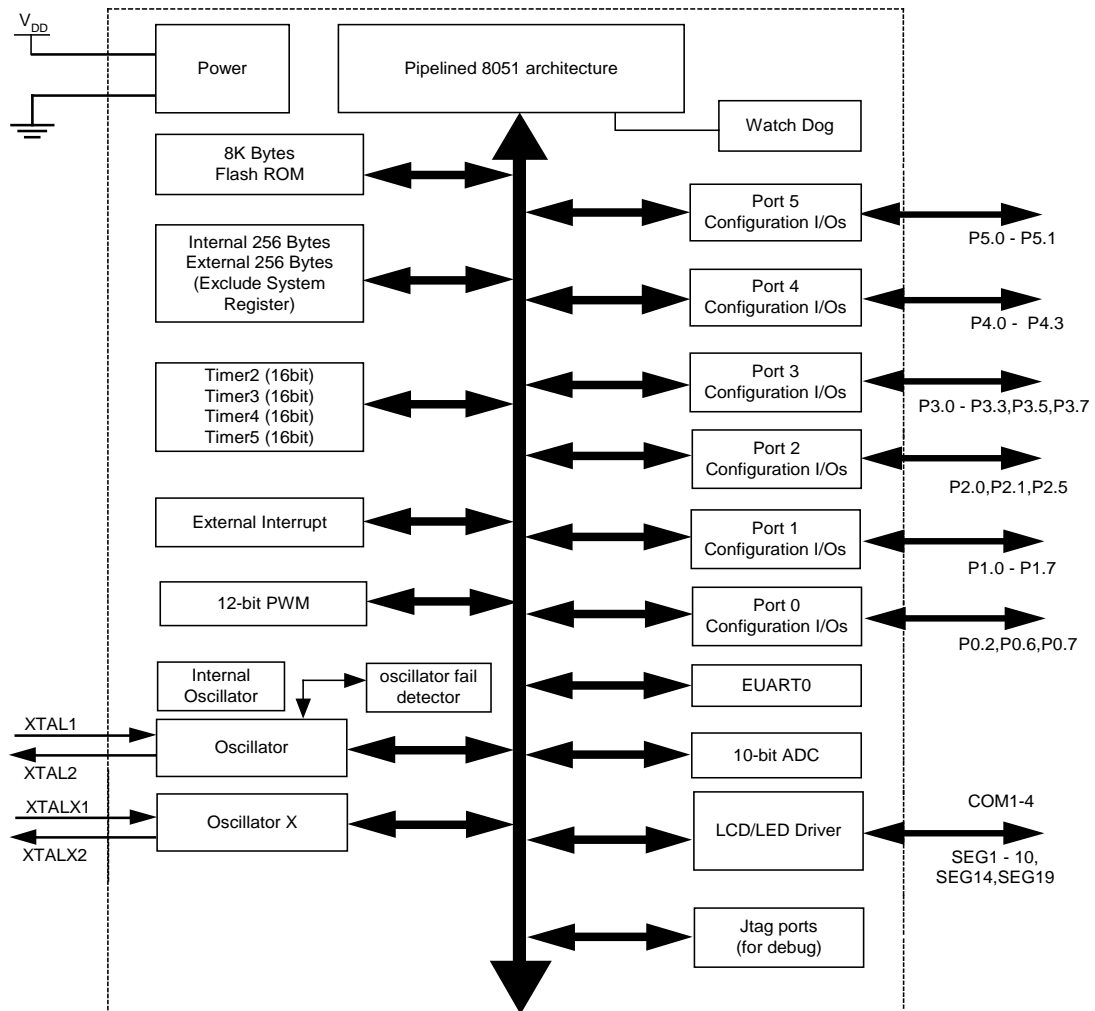 VDD
Power
Pipelined 8051 architecture
Watch Dog
8K Bytes
Flash ROM
Port 5
Configuration I/Os
P5.0 - P5.1
Internal 256 Bytes
External 256 Bytes
(Exclude System
Register)
Port 4
Configuration I/Os
P4.0 - P4.3
Timer2 (16bit)
Timer3 (16bit)
Timer4 (16bit)
Timer5 (16bit)
Port 3
Configuration I/Os
P3.0 - P3.3,P3.5,P3.7
Port 2
Configuration I/Os
P2.0,P2.1,P2.5
External Interrupt
Port 1
Configuration I/Os
P1.0 - P1.7
12-bit PWM
Port 0
Configuration I/Os
P0.2,P0.6,P0.7
Internal
Oscillator
oscillator fail
detector
EUART0
XTAL1
Oscillator
XTAL2
10-bit ADC
XTALX1
Oscillator X
XTALX2
LCD/LED Driver
COM1-4
SEG1 - 10,
SEG14,SEG19
Jtag ports
(for debug)